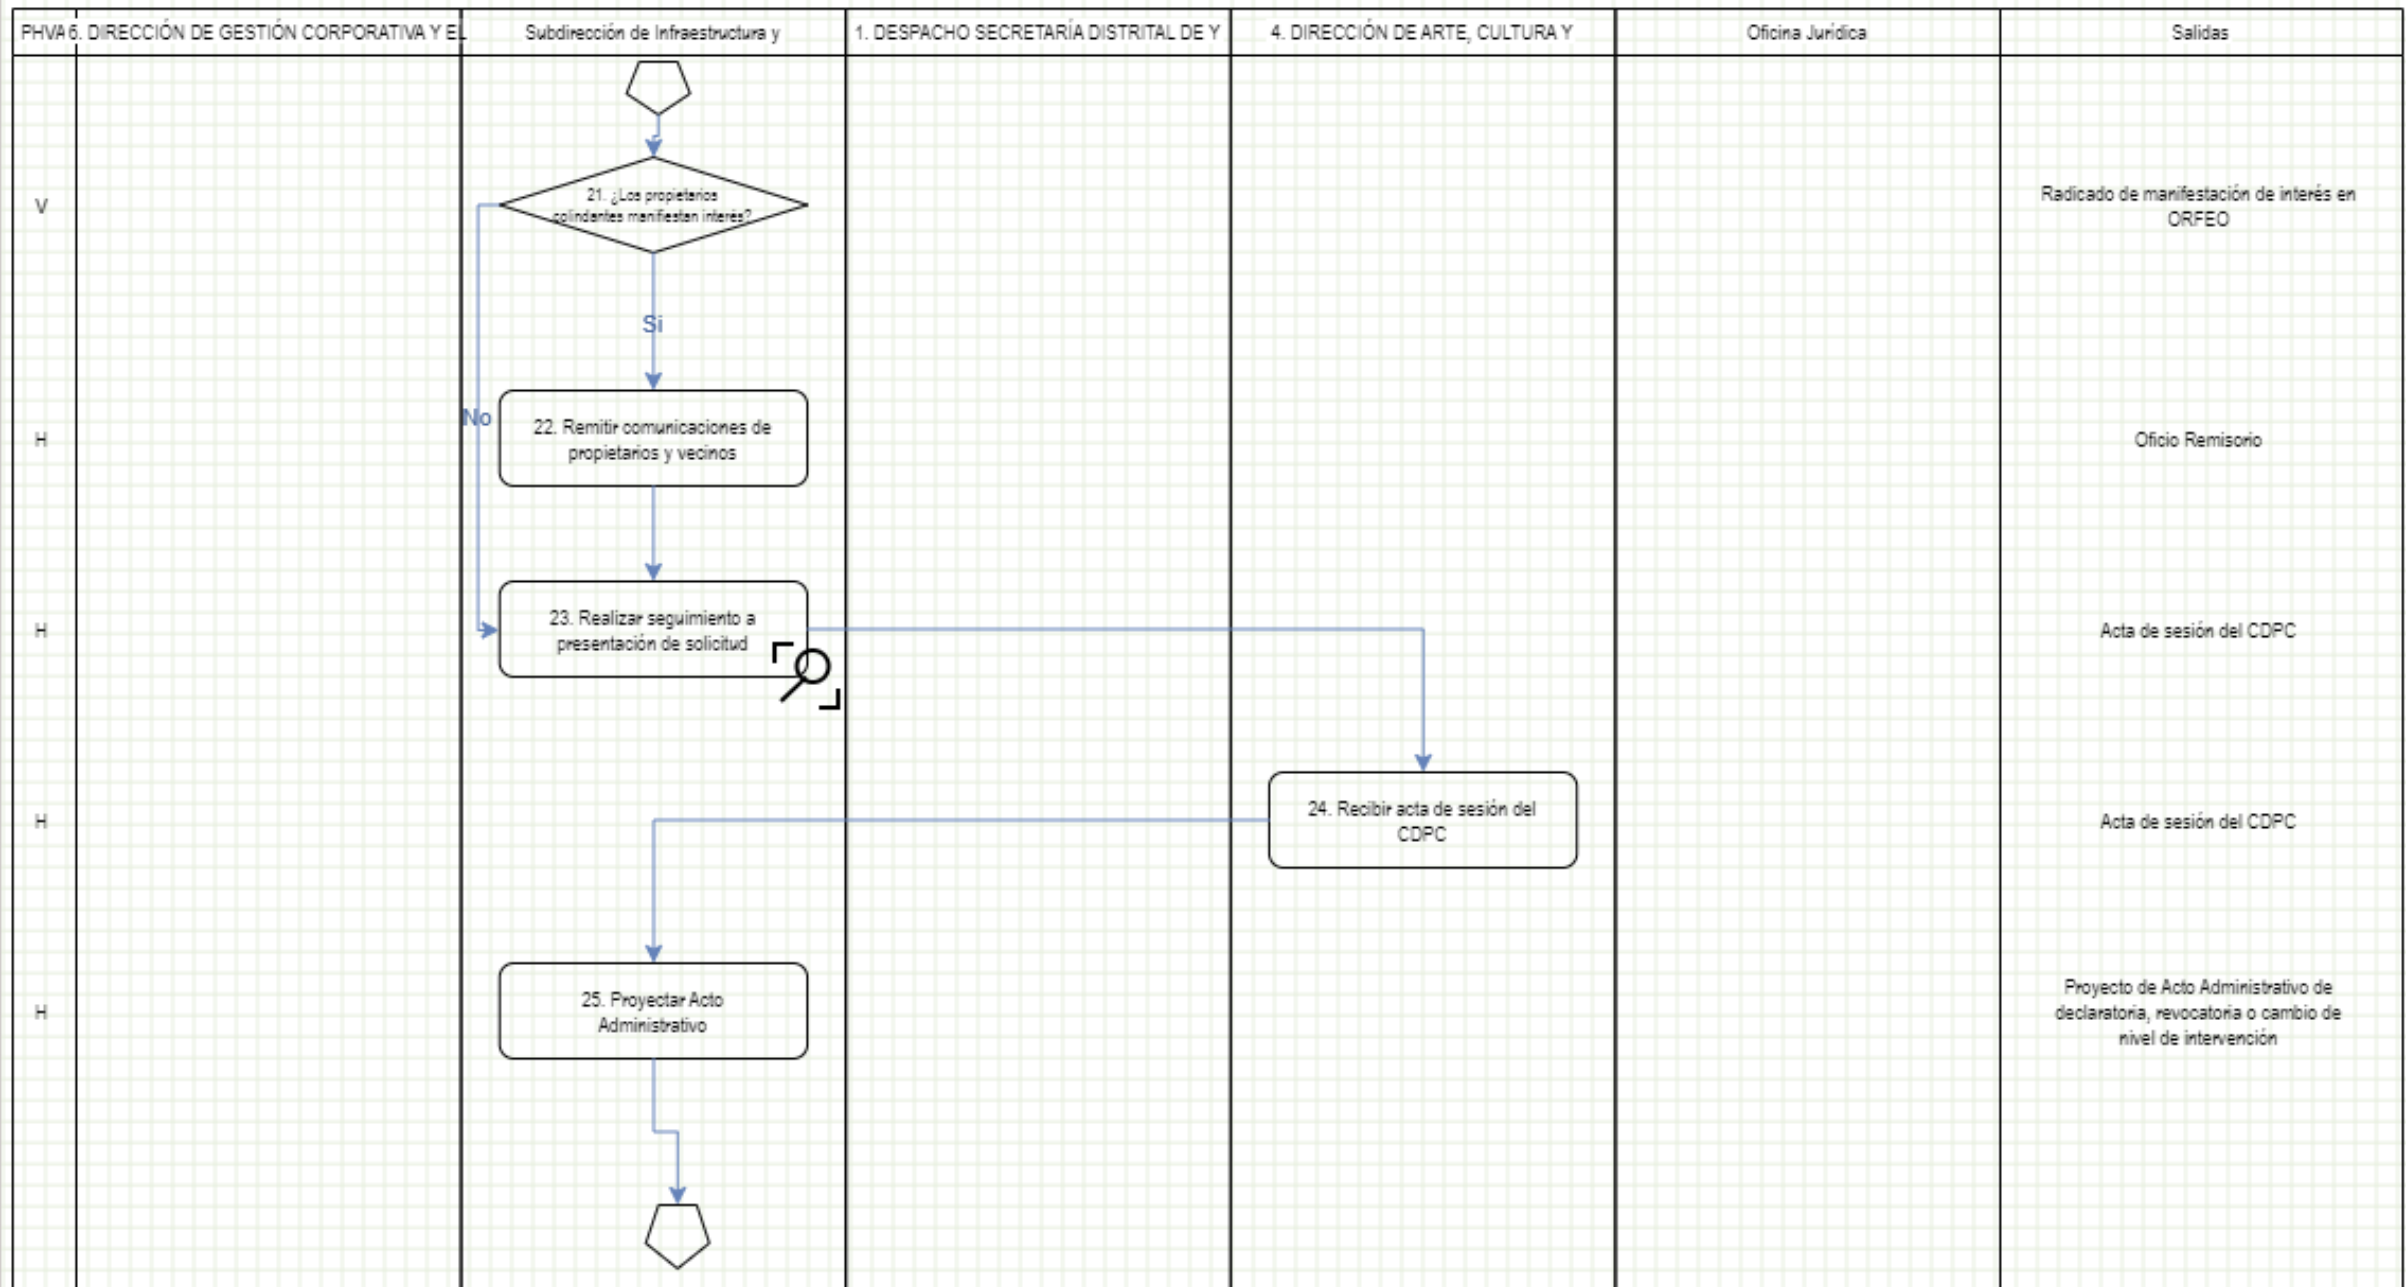 PHVA 6. DIRECCIÓN DE GESTIÓN CORPORATIVA Y EL
Subdirección de Infraestructura y
1. DESPACHO SECRETARÍA DISTRITAL DE Y
4. DIRECCIÓN DE ARTE, CULTURA Y
Oficina Jurídica
Salidas
V
21. ¿Los propietarios
colindantes manifiestan interés?
Radicado de manifestación de interés en
ORFEO
Si
No
H
22. Remitir comunicaciones de
propietarios y vecinos
Oficio Remisorio
H
23. Realizar seguimiento a
presentación de solicitud
Acta de sesión del CDPC
H
24. Recibir acta de sesión del
CDPC
Acta de sesión del CDPC
H
25. Proyectar Acto
Administrativo
Proyecto de Acto Administrativo de
declaratoria, revocatoria o cambio de
nivel de intervención